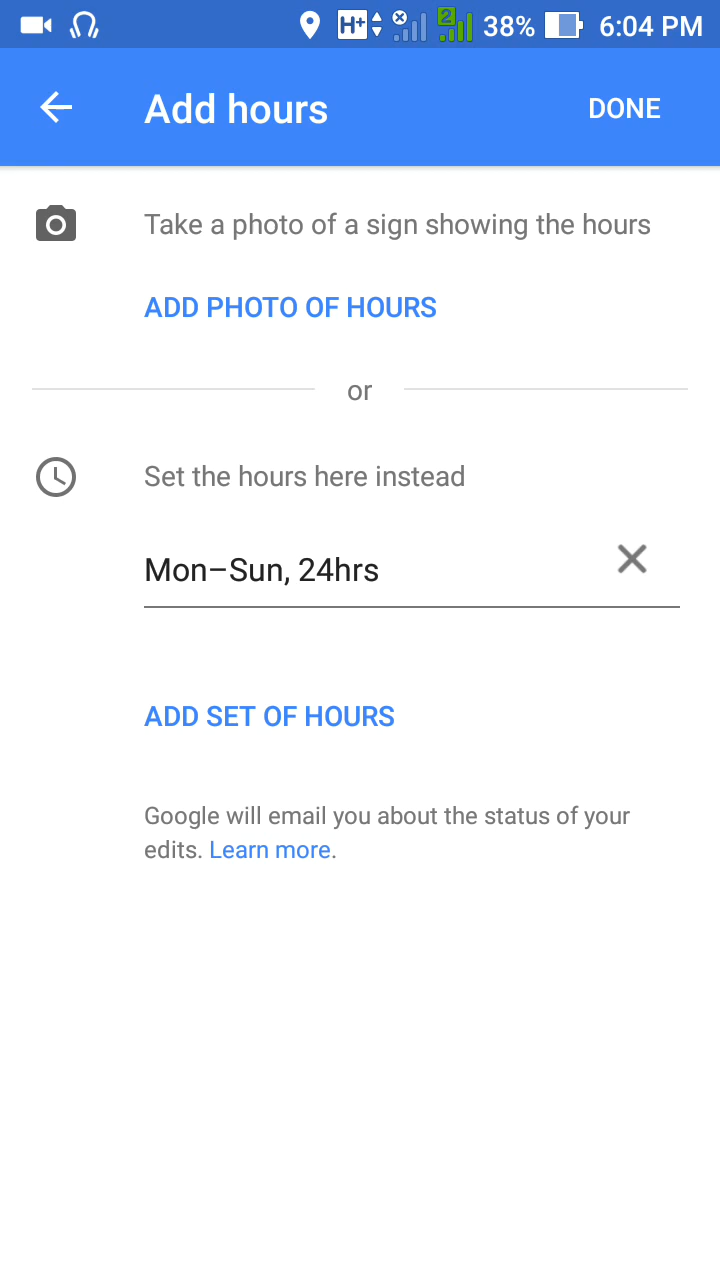 H+ 2 38% 6:04 PM
Add hours DONE
Take a photo of a sign showing the hours
ADD PHOTO OF HOURS
or
Set the hours here instead
Mon–Sun, 24hrs
ADD SET OF HOURS
Google will email you about the status of your
edits. Learn more.